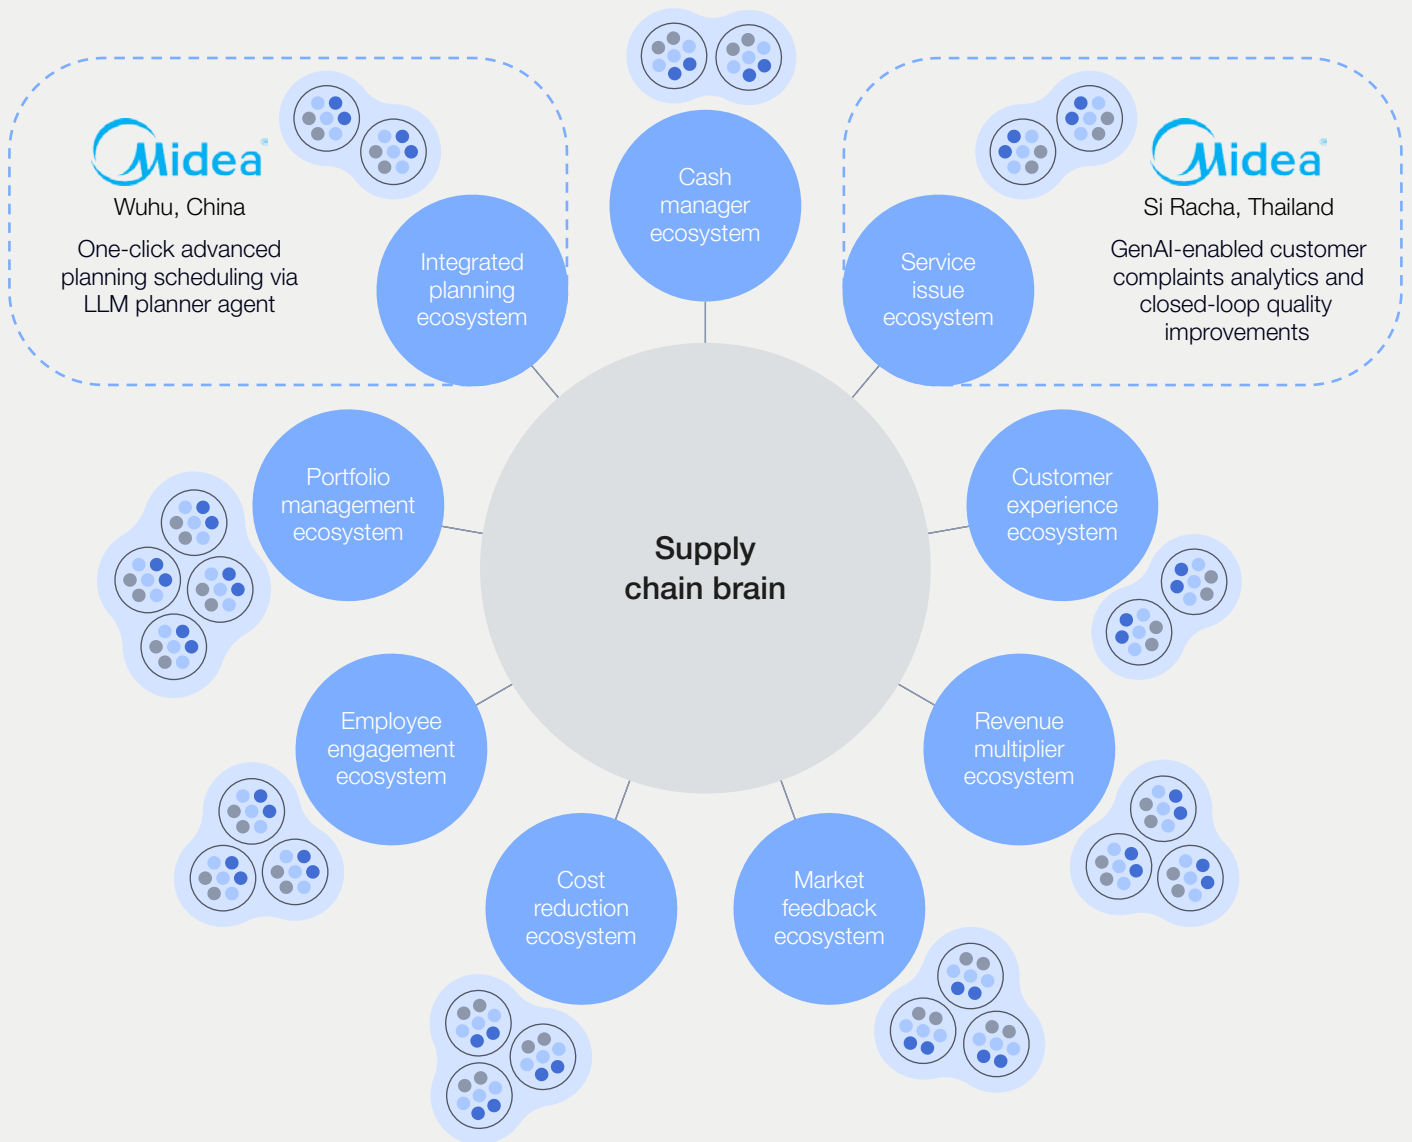 Midea
Wuhu, China
One-click advanced
planning scheduling via
LLM planner agent
Integrated
planning
ecosystem
Cash
manager
ecosystem
Service
issue
ecosystem
Midea
Si Racha, Thailand
GenAI-enabled customer
complaints analytics and
closed-loop quality
improvements
Portfolio
management
ecosystem
Supply
chain brain
Customer
experience
ecosystem
Employee
engagement
ecosystem
Revenue
multiplier
ecosystem
Cost
reduction
ecosystem
Market
feedback
ecosystem